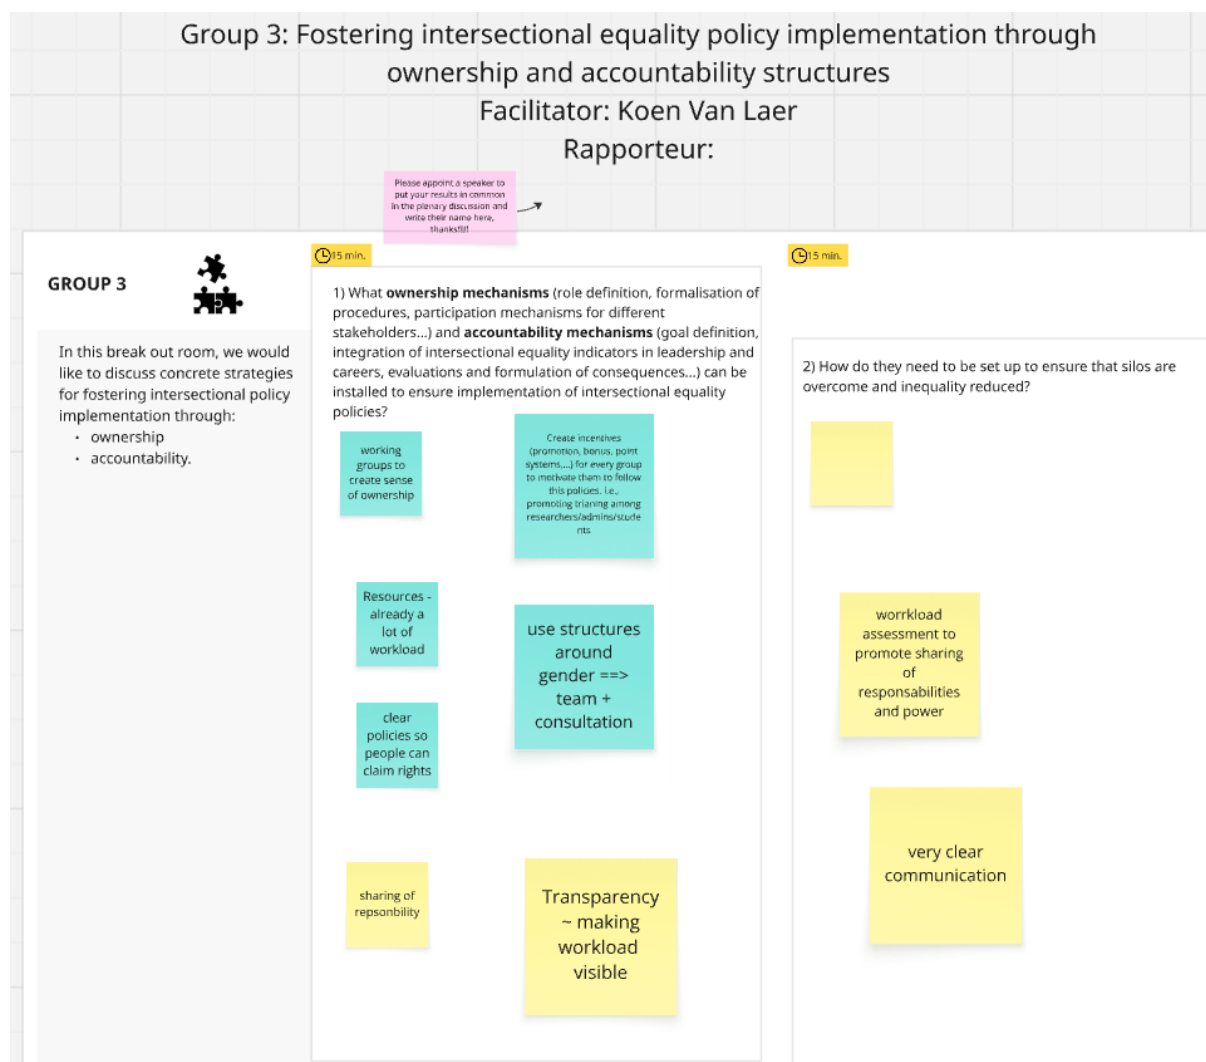 Group 3: Fostering intersectional equality policy implementation through
ownership and accountability structures
Facilitator: Koen Van Laer
Rapporteur:
Please appoint a speaker to
put your results in common
in the plenary discussion and
write their name here,
thanks!!!!
GROUP 3
In this break out room, we would
like to discuss concrete strategies
for fostering intersectional policy
implementation through:
• ownership
• accountability.
15 min.
1) What ownership mechanisms (role definition, formalisation of
procedures, participation mechanisms for different
stakeholders...) and accountability mechanisms (goal definition,
integration of intersectional equality indicators in leadership and
careers, evaluations and formulation of consequences...) can be
installed to ensure implementation of intersectional equality
policies?
working
groups to
create sense
of ownership
Create incentives
(promotion, bonus, point
systems,...) for every group
to motivate them to follow
this policies. i.e.,
promoting trianing among
researchers/admins/stude
nts
Resources -
already a
lot of
workload
use structures
around
gender ==>
team +
consultation
clear
policies so
people can
claim rights
sharing of
repsonbility
Transparency
~ making
workload
visible
15 min.
2) How do they need to be set up to ensure that silos are
overcome and inequality reduced?
worrkload
assessment to
promote sharing
of
responsabilities
and power
very clear
communication